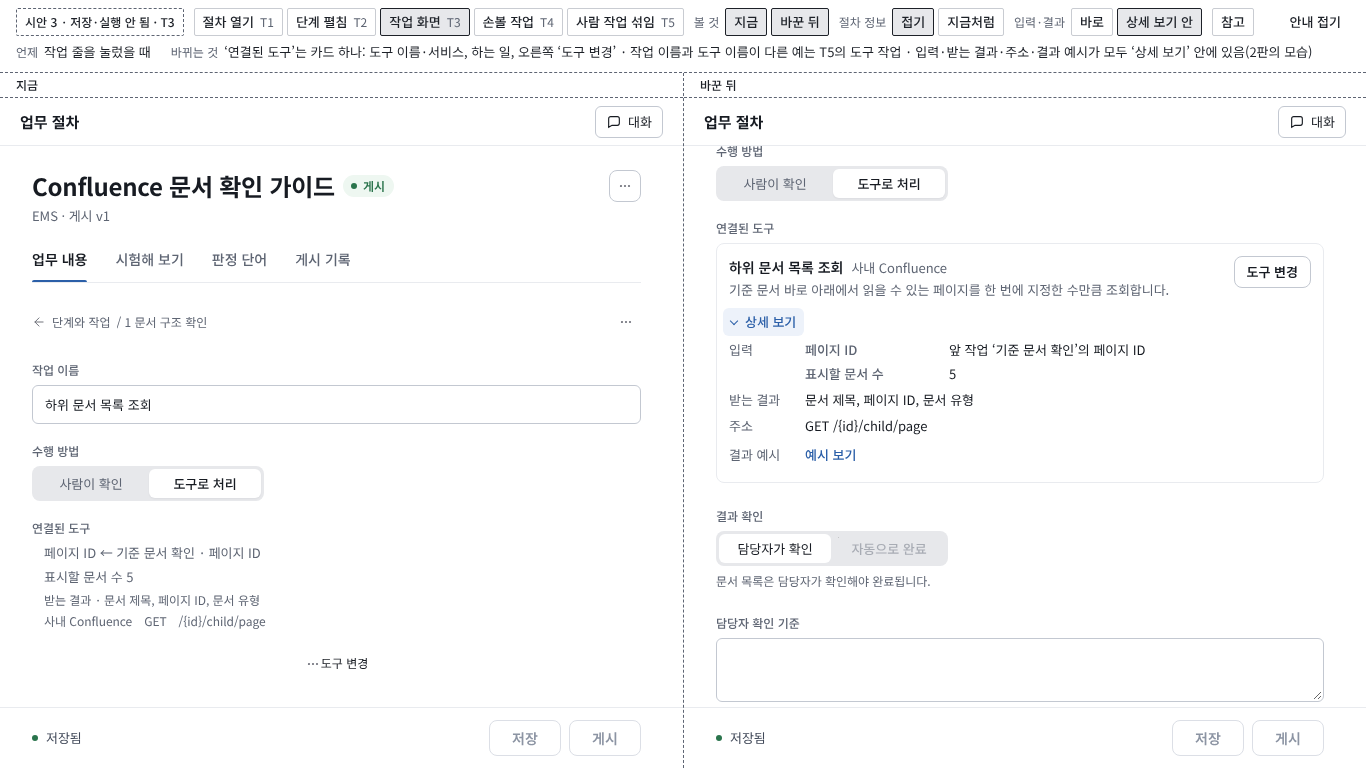 시안 3 · 저장·실행 안 됨 · T3 절차 열기 T1 단계 펼침 T2 작업 화면 T3 손볼 작업 T4 사람 작업 섞임 T5 볼 것 지금 바꾼 뒤 절차 정보 접기 지금처럼 입력·결과 바로 상세 보기 안 참고 안내 접기
언제 작업 줄을 눌렀을 때 바뀌는 것 ‘연결된 도구’는 카드 하나: 도구 이름·서비스, 하는 일, 오른쪽 ‘도구 변경’ · 작업 이름과 도구 이름이 다른 예는 T5의 도구 작업 · 입력·받는 결과·주소·결과 예시가 모두 ‘상세 보기’ 안에 있음(2판의 모습)
지금
업무 절차
대화
Confluence 문서 확인 가이드
게시
···
EMS · 게시 v1
업무 내용 시험해 보기 판정 단어 게시 기록
← 단계와 작업 / 1 문서 구조 확인 ···
작업 이름
하위 문서 목록 조회
수행 방법
사람이 확인 도구로 처리
연결된 도구
페이지 ID ← 기준 문서 확인 · 페이지 ID
표시할 문서 수 5
받는 결과 · 문서 제목, 페이지 ID, 문서 유형
사내 Confluence GET /{id}/child/page
··· 도구 변경
저장됨
저장 게시
바꾼 뒤
업무 절차
대화
수행 방법
사람이 확인 도구로 처리
연결된 도구
하위 문서 목록 조회 사내 Confluence
도구 변경
기준 문서 바로 아래에서 읽을 수 있는 페이지를 한 번에 지정한 수만큼 조회합니다.
상세 보기
입력 페이지 ID 앞 작업 ‘기준 문서 확인’의 페이지 ID
표시할 문서 수 5
받는 결과 문서 제목, 페이지 ID, 문서 유형
주소 GET /{id}/child/page
결과 예시 예시 보기
결과 확인
담당자가 확인 자동으로 완료
문서 목록은 담당자가 확인해야 완료됩니다.
담당자 확인 기준
저장됨
저장 게시